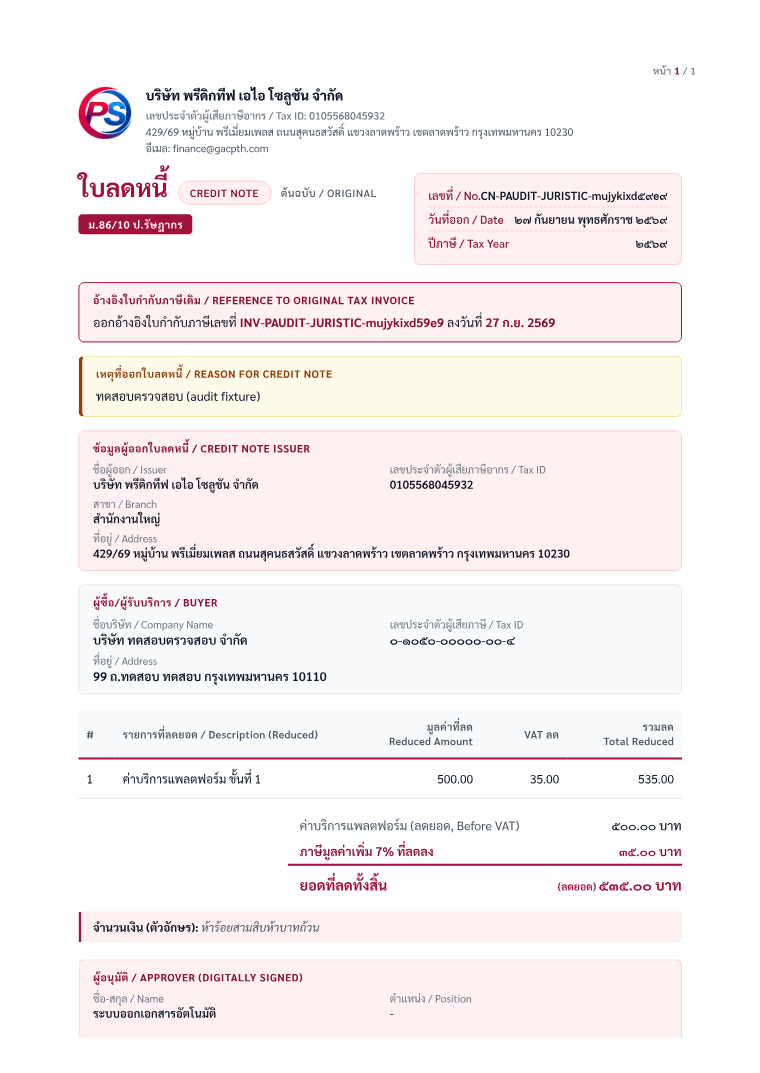 หน้า 1 / 1
PS
บริษัท พรีดิกทีฟ เอไอ โซลูชัน จำกัด
เลขประจำตัวผู้เสียภาษีอากร / Tax ID: 0105568045932
429/69 หมู่บ้าน พรีเมี่ยมเพลส ถนนสุคนธสวัสดิ์ แขวงลาดพร้าว เขตลาดพร้าว กรุงเทพมหานคร 10230
อีเมล: finance@gacpth.com
ใบลดหนี้ CREDIT NOTE ต้นฉบับ / ORIGINAL
ม.86/10 ป.รัษฎากร
เลขที่ / No.CN-PAUDIT-JURISTIC-mujykixd๕๙e๙
วันที่ออก / Date ๒๗ กันยายน พุทธศักราช ๒๕๖๙
ปีภาษี / Tax Year ๒๕๖๙
อ้างอิงใบกำกับภาษีเดิม / REFERENCE TO ORIGINAL TAX INVOICE
ออกอ้างอิงใบกำกับภาษีเลขที่ INV-PAUDIT-JURISTIC-mujykixd59e9 ลงวันที่ 27 ก.ย. 2569
เหตุที่ออกใบลดหนี้ / REASON FOR CREDIT NOTE
ทดสอบตรวจสอบ (audit fixture)
ข้อมูลผู้ออกใบลดหนี้ / CREDIT NOTE ISSUER
ชื่อผู้ออก / Issuer เลขประจำตัวผู้เสียภาษีอากร / Tax ID
บริษัท พรีดิกทีฟ เอไอ โซลูชัน จำกัด 0105568045932
สาขา / Branch
สำนักงานใหญ่
ที่อยู่ / Address
429/69 หมู่บ้าน พรีเมี่ยมเพลส ถนนสุคนธสวัสดิ์ แขวงลาดพร้าว เขตลาดพร้าว กรุงเทพมหานคร 10230
ผู้ซื้อ/ผู้รับบริการ / BUYER
ชื่อบริษัท / Company Name เลขประจำตัวผู้เสียภาษี / Tax ID
บริษัท ทดสอบตรวจสอบ จำกัด ๐-๑๐๕๐-๐๐๐๐๐-๐๐-๔
ที่อยู่ / Address
99 ถ.ทดสอบ ทดสอบ กรุงเทพมหานคร 10110
# รายการที่ลดยอด / Description (Reduced) มูลค่าที่ลด Reduced Amount VAT ลด รวมลด Total Reduced
1 ค่าบริการแพลตฟอร์ม ขั้นที่ 1 500.00 35.00 535.00
ค่าบริการแพลตฟอร์ม (ลดยอด, Before VAT) ๕๐๐.๐๐ บาท
ภาษีมูลค่าเพิ่ม 7% ที่ลดลง ๓๕.๐๐ บาท
ยอดที่ลดทั้งสิ้น (ลดยอด) ๕๓๕.๐๐ บาท
จำนวนเงิน (ตัวอักษร): ห้าร้อยสามสิบห้าบาทถ้วน
ผู้อนุมัติ / APPROVER (DIGITALLY SIGNED)
ชื่อ-สกุล / Name ตำแหน่ง / Position
ระบบออกเอกสารอัตโนมัติ -